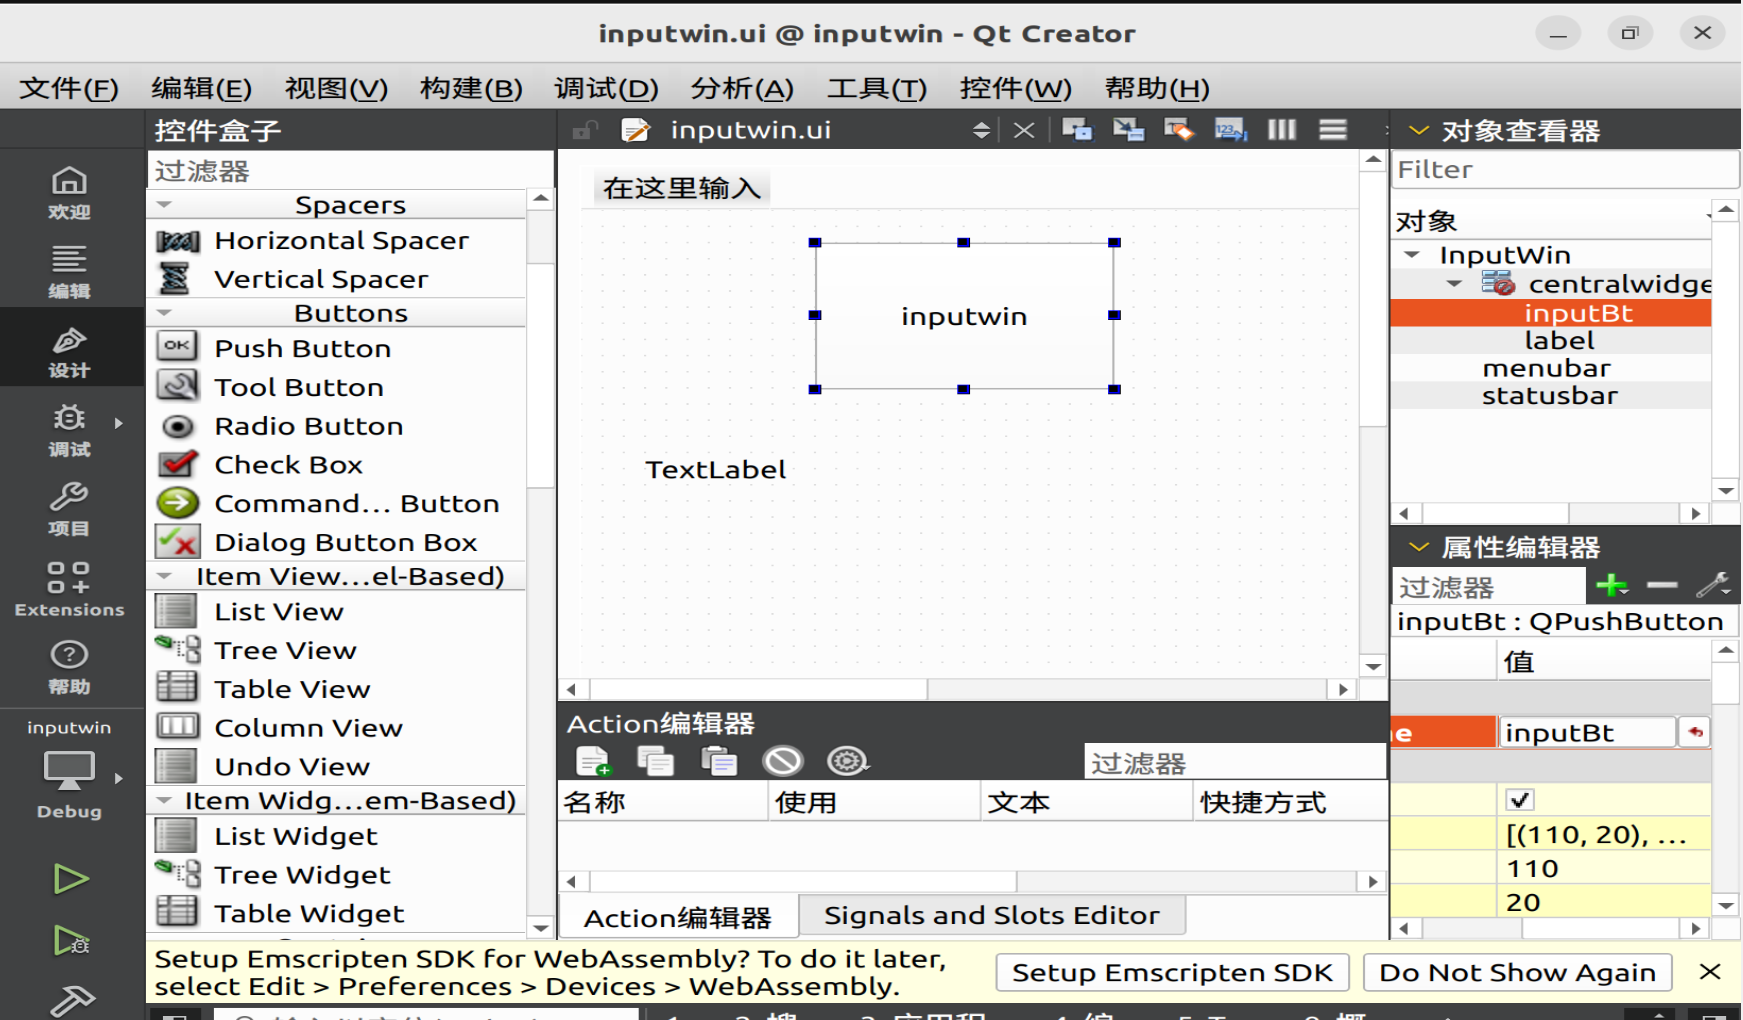 inputwin.ui @ inputwin - Qt Creator
文件(F) 编辑(E) 视图(V) 构建(B) 调试(D) 分析(A) 工具(T) 控件(W) 帮助(H)
欢迎
编辑
设计
调试
项目
Extensions
帮助
inputwin
Debug
控件盒子
过滤器
Spacers
Horizontal Spacer
Vertical Spacer
Buttons
OK Push Button
Tool Button
Radio Button
Check Box
Command... Button
Dialog Button Box
Item View...el-Based)
List View
Tree View
Table View
Column View
Undo View
Item Widg...em-Based)
List Widget
Tree Widget
Table Widget
inputwin.ui
在这里输入
inputwin
TextLabel
Action编辑器
过滤器
名称 使用 文本 快捷方式
Action编辑器 Signals and Slots Editor
对象查看器
Filter
对象
InputWin
centralwidge
inputBt
label
menubar
statusbar
属性编辑器
过滤器
inputBt : QPushButton
值
inputBt
[(110, 20), ...
110
20
Setup Emscripten SDK for WebAssembly? To do it later,
select Edit > Preferences > Devices > WebAssembly.
Setup Emscripten SDK Do Not Show Again